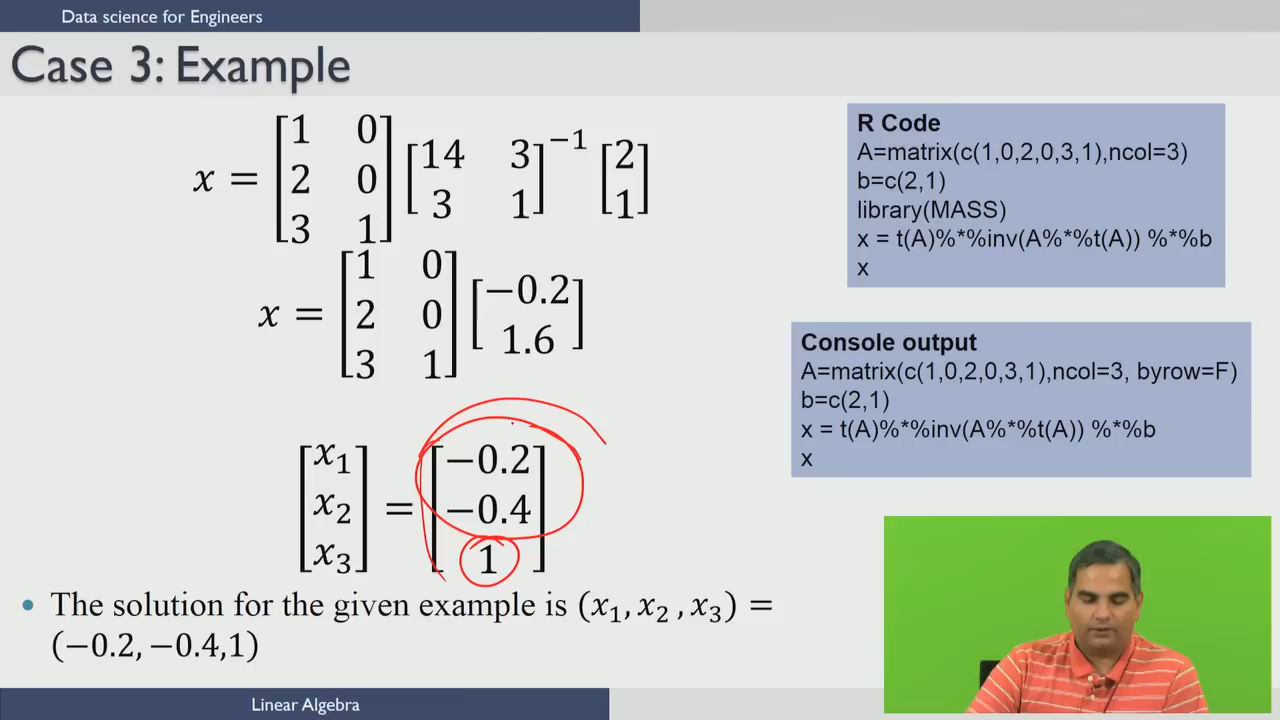 Data science for Engineers
Case 3: Example
x = [1 0
2 0
3 1] [14 3
3 1]⁻¹ [2
1]
x = [1 0
2 0
3 1] [−0.2
1.6]
[x₁
x₂
x₃] = [−0.2
−0.4
1]
• The solution for the given example is (x₁, x₂ , x₃) =
(−0.2, −0.4,1)
R Code
A=matrix(c(1,0,2,0,3,1),ncol=3)
b=c(2,1)
library(MASS)
x = t(A)%*%inv(A%*%t(A)) %*%b
x
Console output
A=matrix(c(1,0,2,0,3,1),ncol=3, byrow=F)
b=c(2,1)
x = t(A)%*%inv(A%*%t(A)) %*%b
x
Linear Algebra